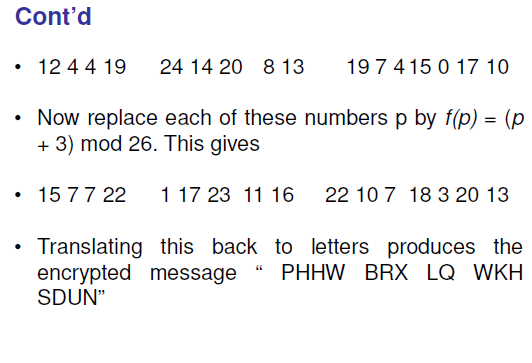 Cont'd
• 12 4 4 19 24 14 20 8 13 19 7 4 15 0 17 10
• Now replace each of these numbers p by f(p) = (p
+ 3) mod 26. This gives
• 15 7 7 22 1 17 23 11 16 22 10 7 18 3 20 13
• Translating this back to letters produces the
encrypted message “ PHHW BRX LQ WKH
SDUN”